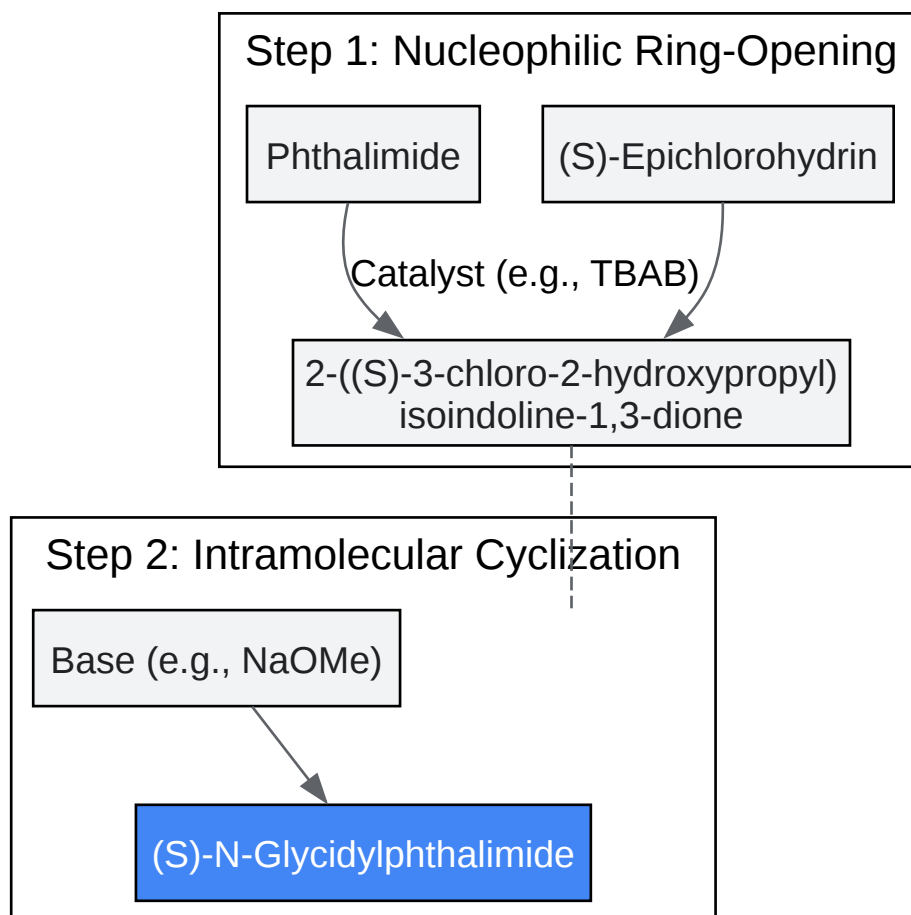 Step 1: Nucleophilic Ring-Opening
Phthalimide
(S)-Epichlorohydrin
Catalyst (e.g., TBAB)
2-((S)-3-chloro-2-hydroxypropyl)
isoindoline-1,3-dione
Step 2: Intramolecular Cyclization
Base (e.g., NaOMe)
(S)-N-Glycidylphthalimide